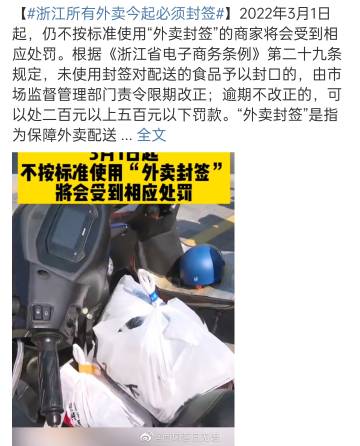 【#浙江所有外卖今起必须封签#】2022年3月1日
起，仍不按标准使用“外卖封签”的商家将会受到相
应处罚。根据《浙江省电子商务条例》第二十九条
规定，未使用封签对配送的食品予以封口的，由市
场监督管理部门责令限期改正；逾期不改正的，可
以处二百元以上五百元以下罚款。“外卖封签”是指
为保障外卖配送 ... 全文
3月1日起
不按标准使用“外卖封签”
将会受到相应处罚